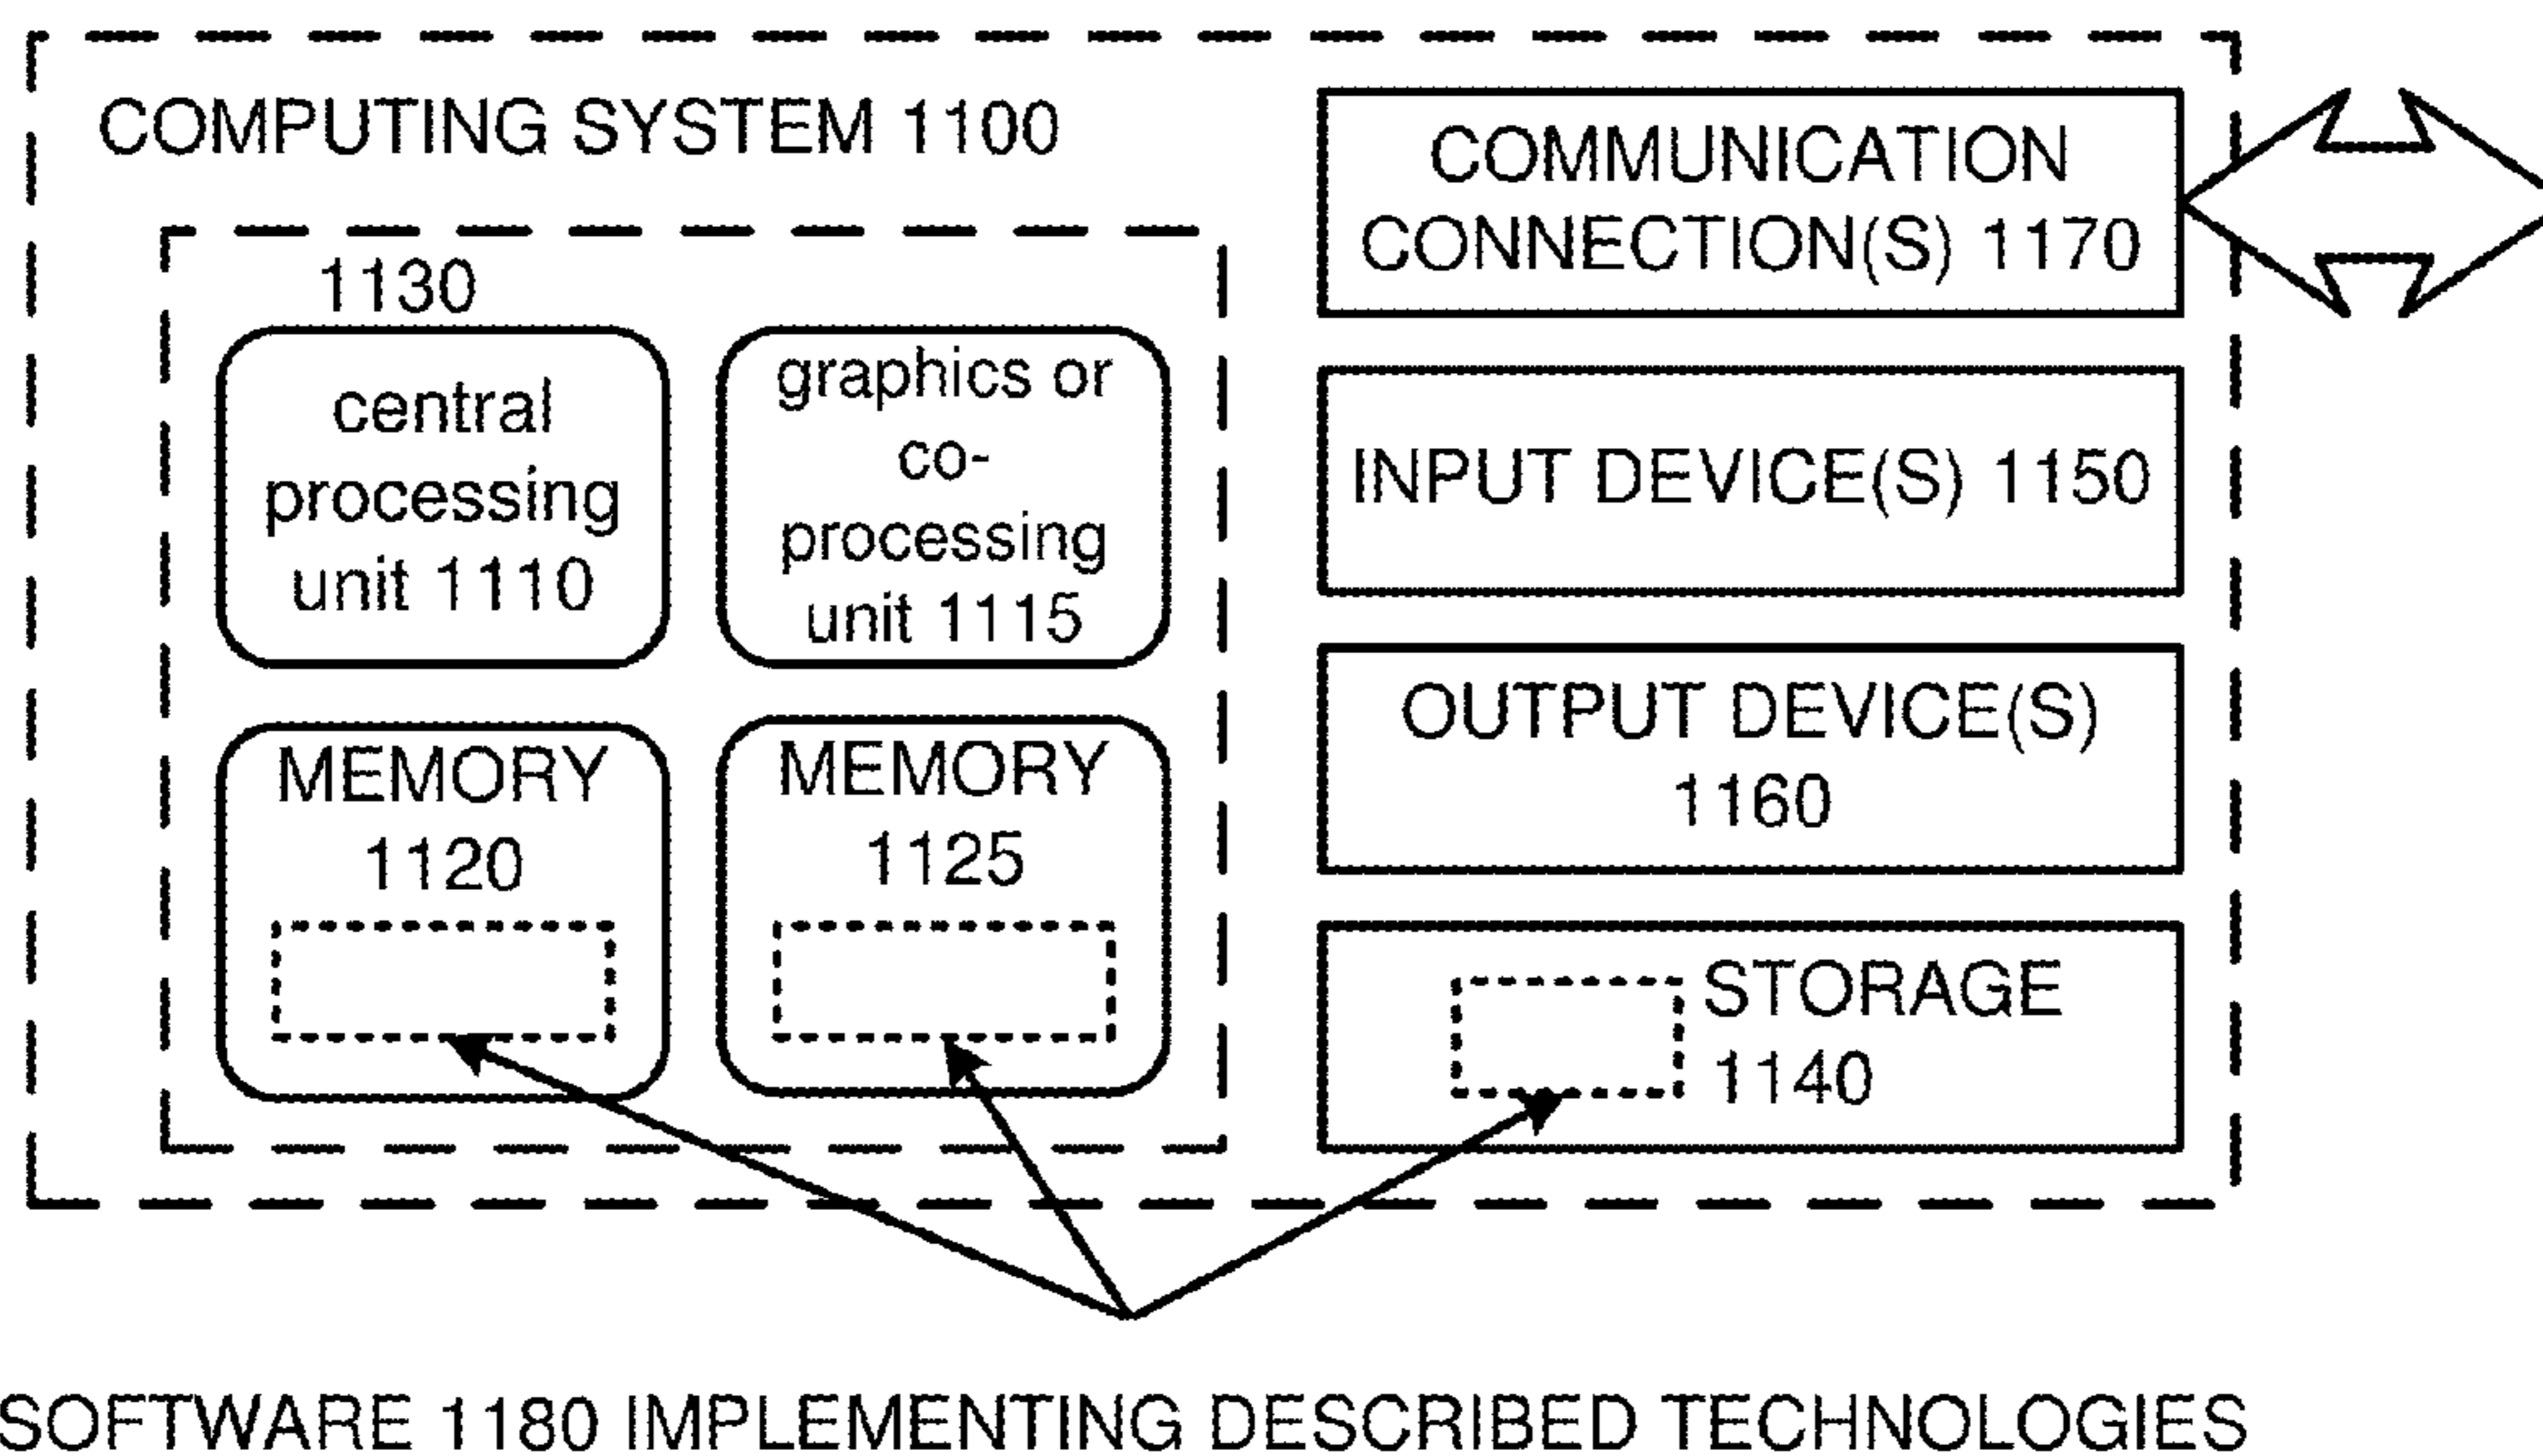 COMPUTING SYSTEM 1100
1130
central
processing
unit 1110
graphics or
co-
processing
unit 1115
MEMORY
1120
MEMORY
1125
COMMUNICATION
CONNECTION(S) 1170
INPUT DEVICE(S) 1150
OUTPUT DEVICE(S)
1160
STORAGE
1140
SOFTWARE 1180 IMPLEMENTING DESCRIBED TECHNOLOGIES